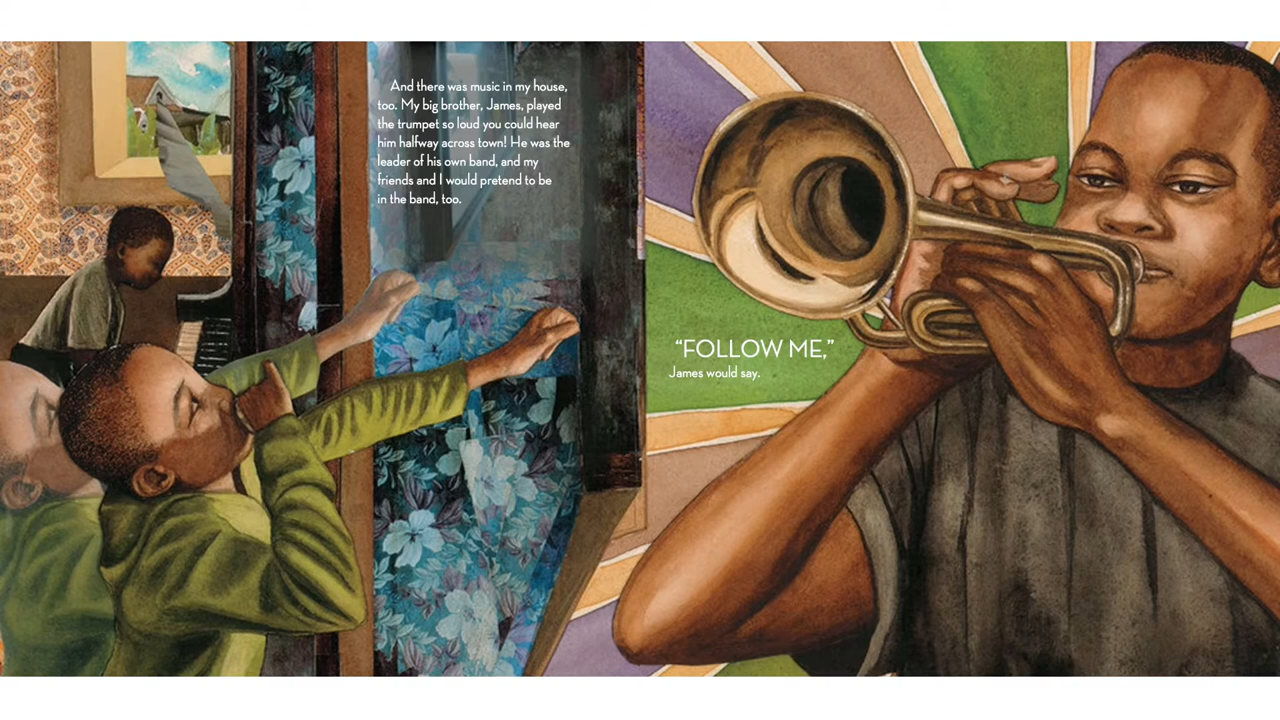 And there was music in my house,
too. My big brother, James, played
the trumpet so loud you could hear
him halfway across town! He was the
leader of his own band, and my
friends and I would pretend to be
in the band, too.
“FOLLOW ME,”
James would say.